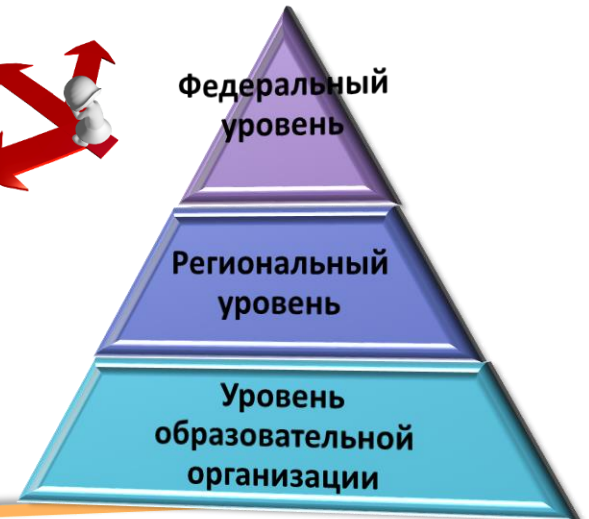 Федеральный
уровень
Региональный
уровень
Уровень
образовательной
организации